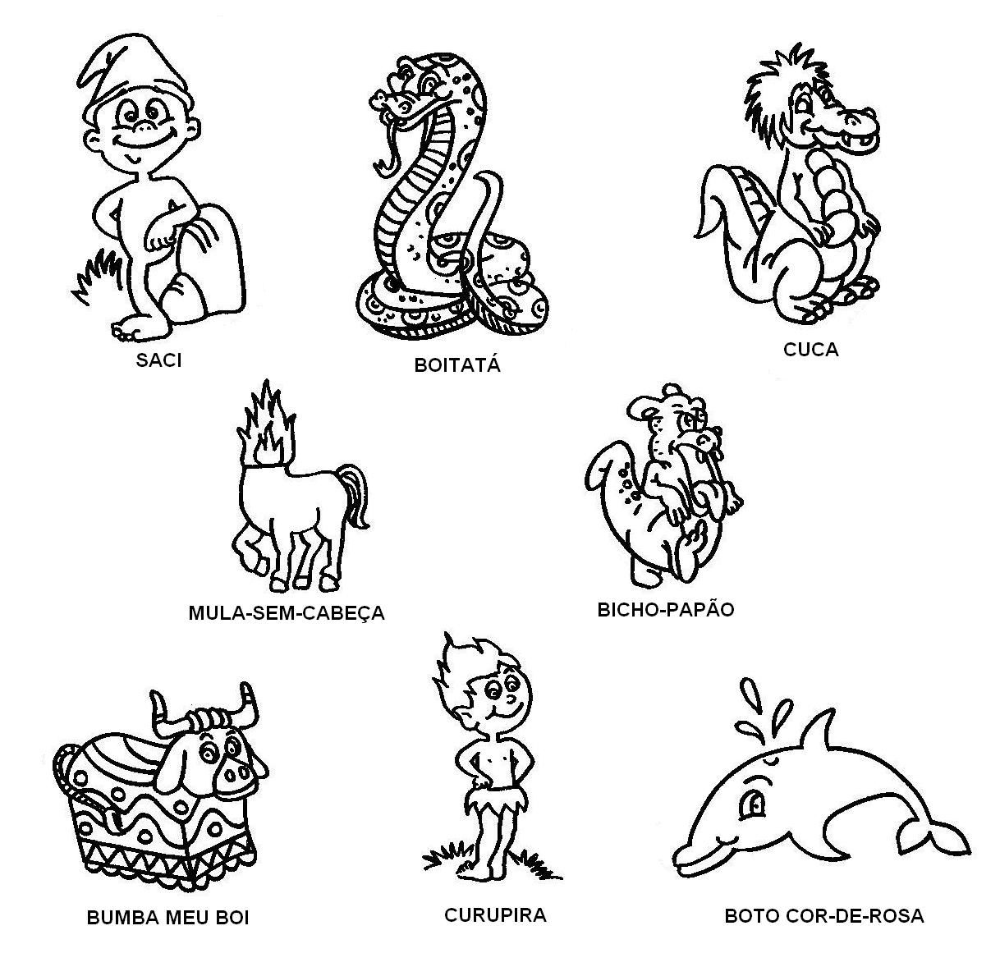 SACI
BOITATÁ
CUCA
MULA-SEM-CABEÇA
BICHO-PAPÃO
BUMBA MEU BOI
CURUPIRA
BOTO COR-DE-ROSA